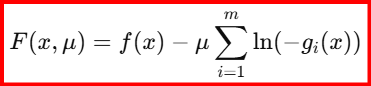 F(x, μ) = f(x) − μ ∑_{i=1}^{m} ln(−g_i(x))